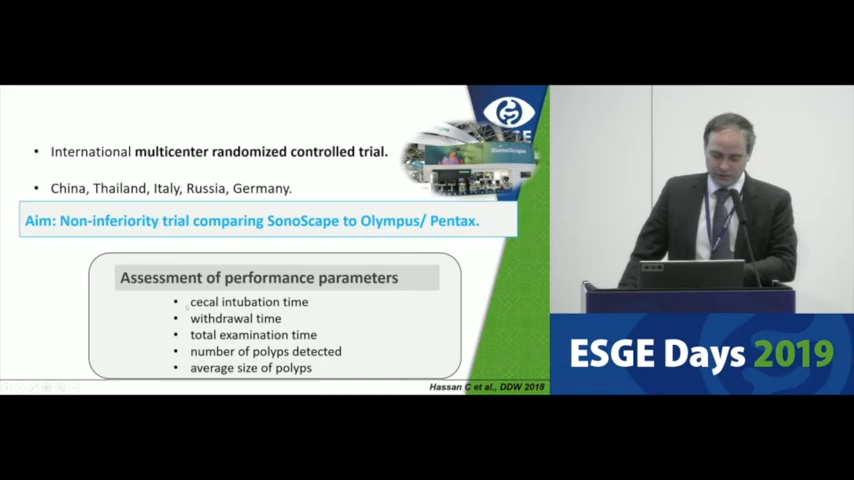 • International multicenter randomized controlled trial.
• China, Thailand, Italy, Russia, Germany.
Aim: Non-inferiority trial comparing SonoScape to Olympus/ Pentax.
Assessment of performance parameters
• cecal intubation time
• withdrawal time
• total examination time
• number of polyps detected
• average size of polyps
Hassan C et al., DDW 2018
SonoScape
ESGE Days 2019